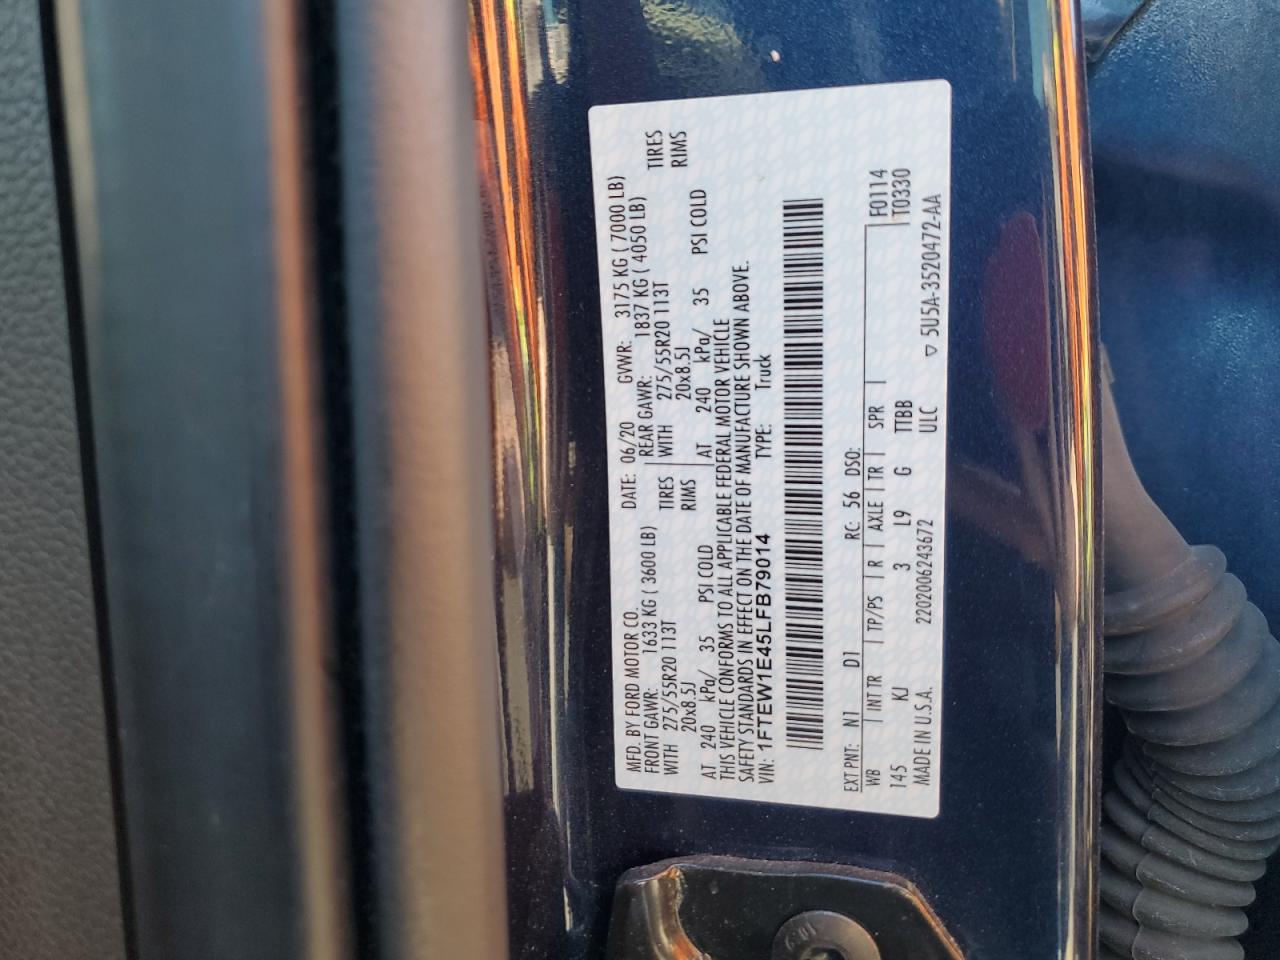 MFD. BY FORD MOTOR CO. DATE: 06/20 GVWR: 3175 KG ( 7000 LB)
FRONT GAWR: 1633 KG ( 3600 LB) REAR GAWR: 1837 KG ( 4050 LB)
WITH 275/55R20 113T TIRES WITH 275/55R20 113T TIRES
20x8.5J RIMS 20x8.5J RIMS
AT 240 kPa/ 35 PSI COLD AT 240 kPa/ 35 PSI COLD
THIS VEHICLE CONFORMS TO ALL APPLICABLE FEDERAL MOTOR VEHICLE
SAFETY STANDARDS IN EFFECT ON THE DATE OF MANUFACTURE SHOWN ABOVE.
VIN: 1FTEW1E45LFB79014 TYPE: Truck
EXT PNT: N1 D1 RC: 56 DSO:
WB INT TR TP/PS R AXLE TR SPR F0114
145 KJ 3 L9 G TTBB T0330
MADE IN U.S.A. 2202006243672 ULC ▽ 5U5A-3520472-AA
10.9